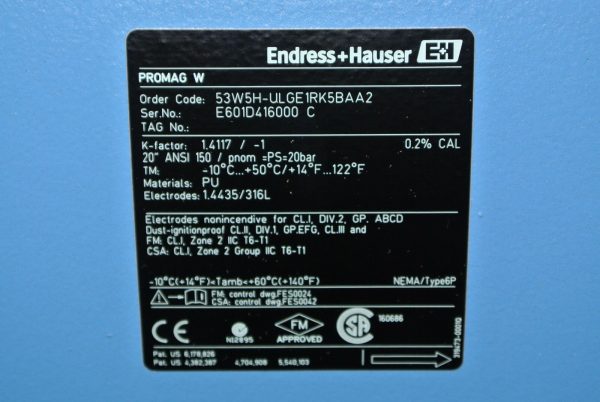 Endress+Hauser E+H
PROMAG W
Order Code: 53W5H-ULGE1RK5BAA2
Ser.No.: E601D416000 C
TAG No.:
K-factor: 1.4117 / -1 0.2% CAL
20" ANSI 150 / pnom =PS=20bar
TM: -10°C...+50°C/+14°F...122°F
Materials: PU
Electrodes: 1.4435/316L
Electrodes nonincendive for CL.I, DIV.2, GP. ABCD
Dust-ignitionproof CL.II, DIV.1, GP.EFG, CL.III and
FM: CL.I, Zone 2 IIC T6-T1
CSA: CL.I, Zone 2 Group IIC T6-T1
-10°C(+14°F)<Tamb<+60°C(+140°F) NEMA/Type6P
FM: control dwg.FES0024
CSA: control dwg.FES0042
CE N12895 FM APPROVED CSA 160686
319473-0001Q
Pat. US 6,178,826
Pat. US 4,382,387 4,704,908 5,540,103